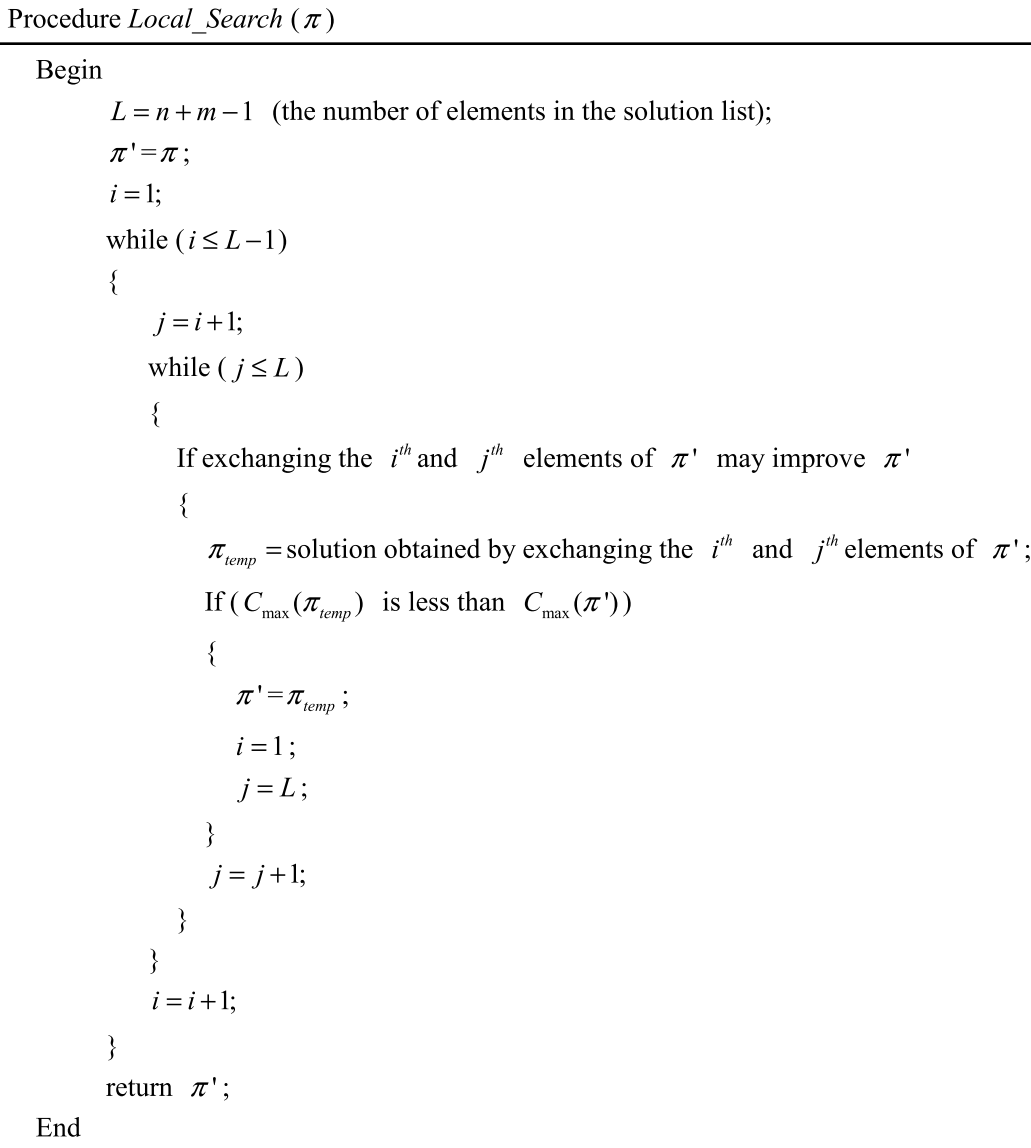 Procedure Local_Search (π)
Begin
L = n + m − 1 (the number of elements in the solution list);
π' = π;
i = 1;
while (i ≤ L − 1)
{
j = i + 1;
while ( j ≤ L )
{
If exchanging the i^th and j^th elements of π' may improve π'
{
π_temp = solution obtained by exchanging the i^th and j^th elements of π';
If ( C_max(π_temp) is less than C_max(π') )
{
π' = π_temp ;
i = 1 ;
j = L ;
}
j = j + 1;
}
}
i = i + 1;
}
return π' ;
End